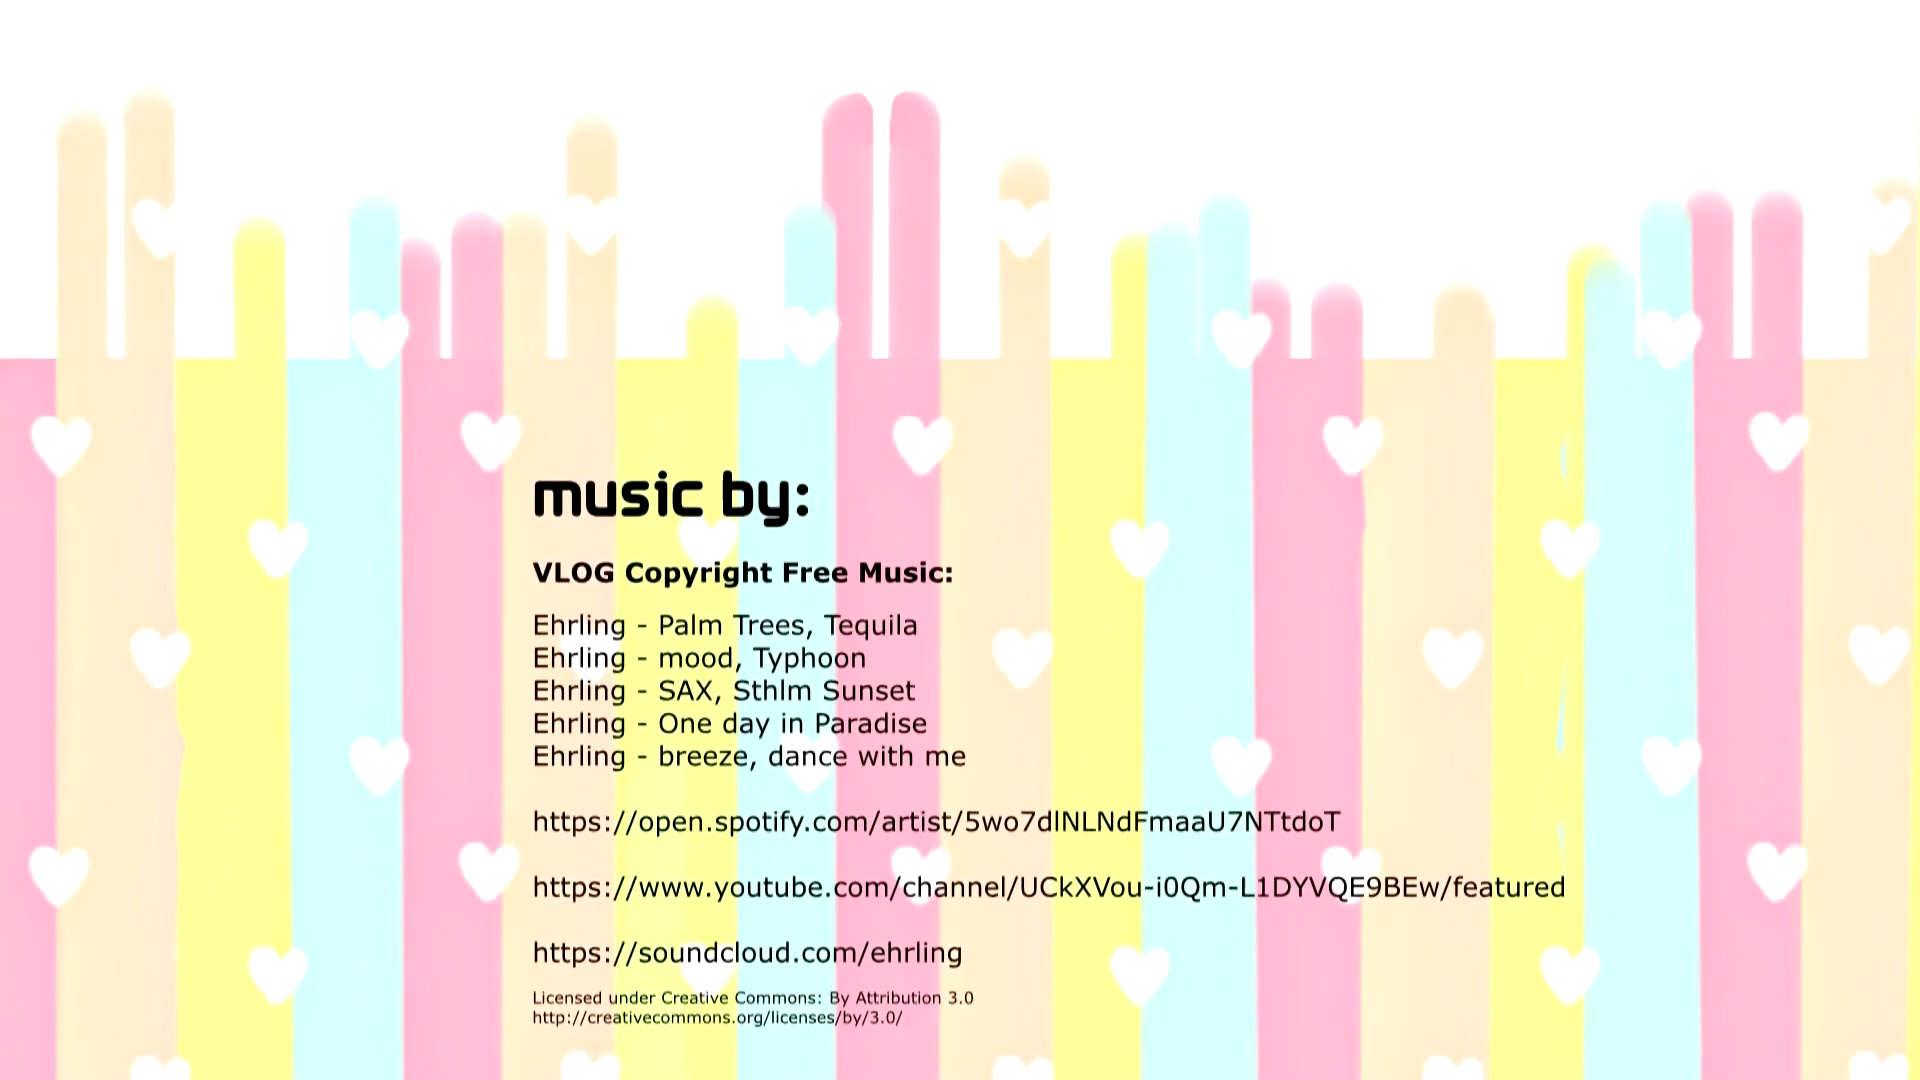 music by:
VLOG Copyright Free Music:
Ehrling - Palm Trees, Tequila
Ehrling - mood, Typhoon
Ehrling - SAX, Sthlm Sunset
Ehrling - One day in Paradise
Ehrling - breeze, dance with me
https://open.spotify.com/artist/5wo7dlNLNdFmaaU7NTtdoT
https://www.youtube.com/channel/UCkXVou-i0Qm-L1DYVQE9BEw/featured
https://soundcloud.com/ehrling
Licensed under Creative Commons: By Attribution 3.0
http://creativecommons.org/licenses/by/3.0/